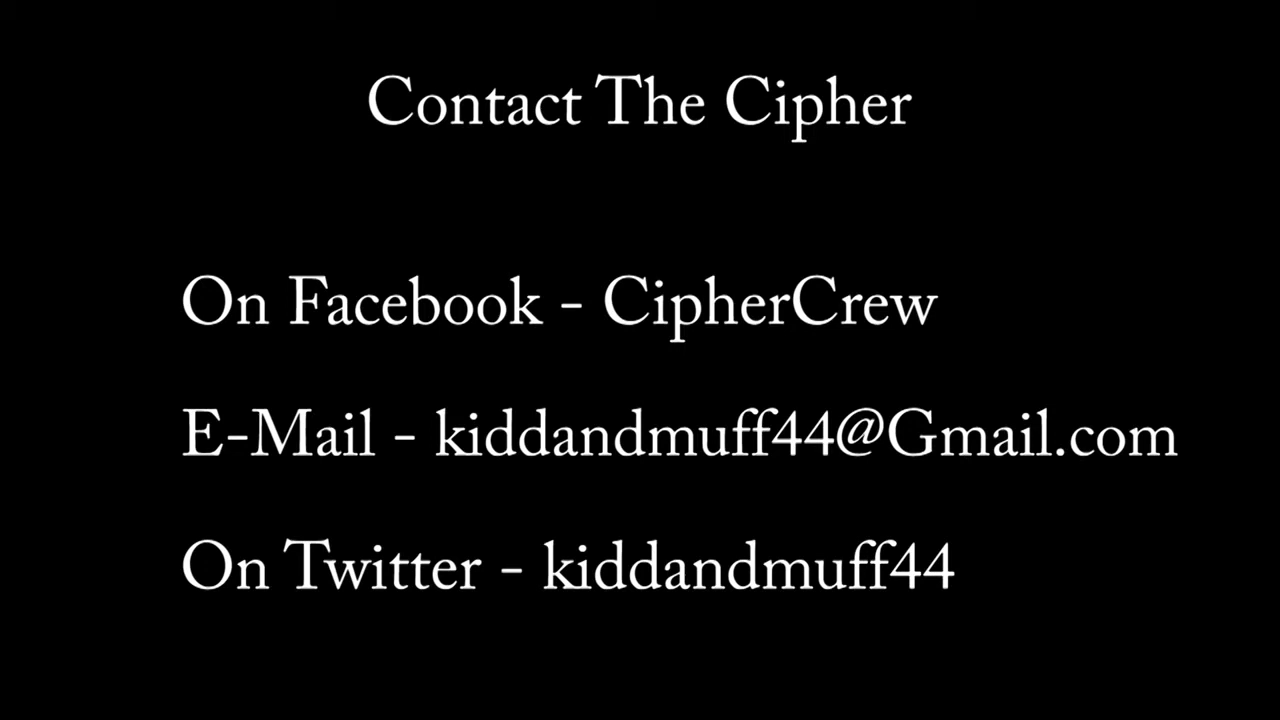 Contact The Cipher
On Facebook - CipherCrew
E-Mail - kiddandmuff44@Gmail.com
On Twitter - kiddandmuff44